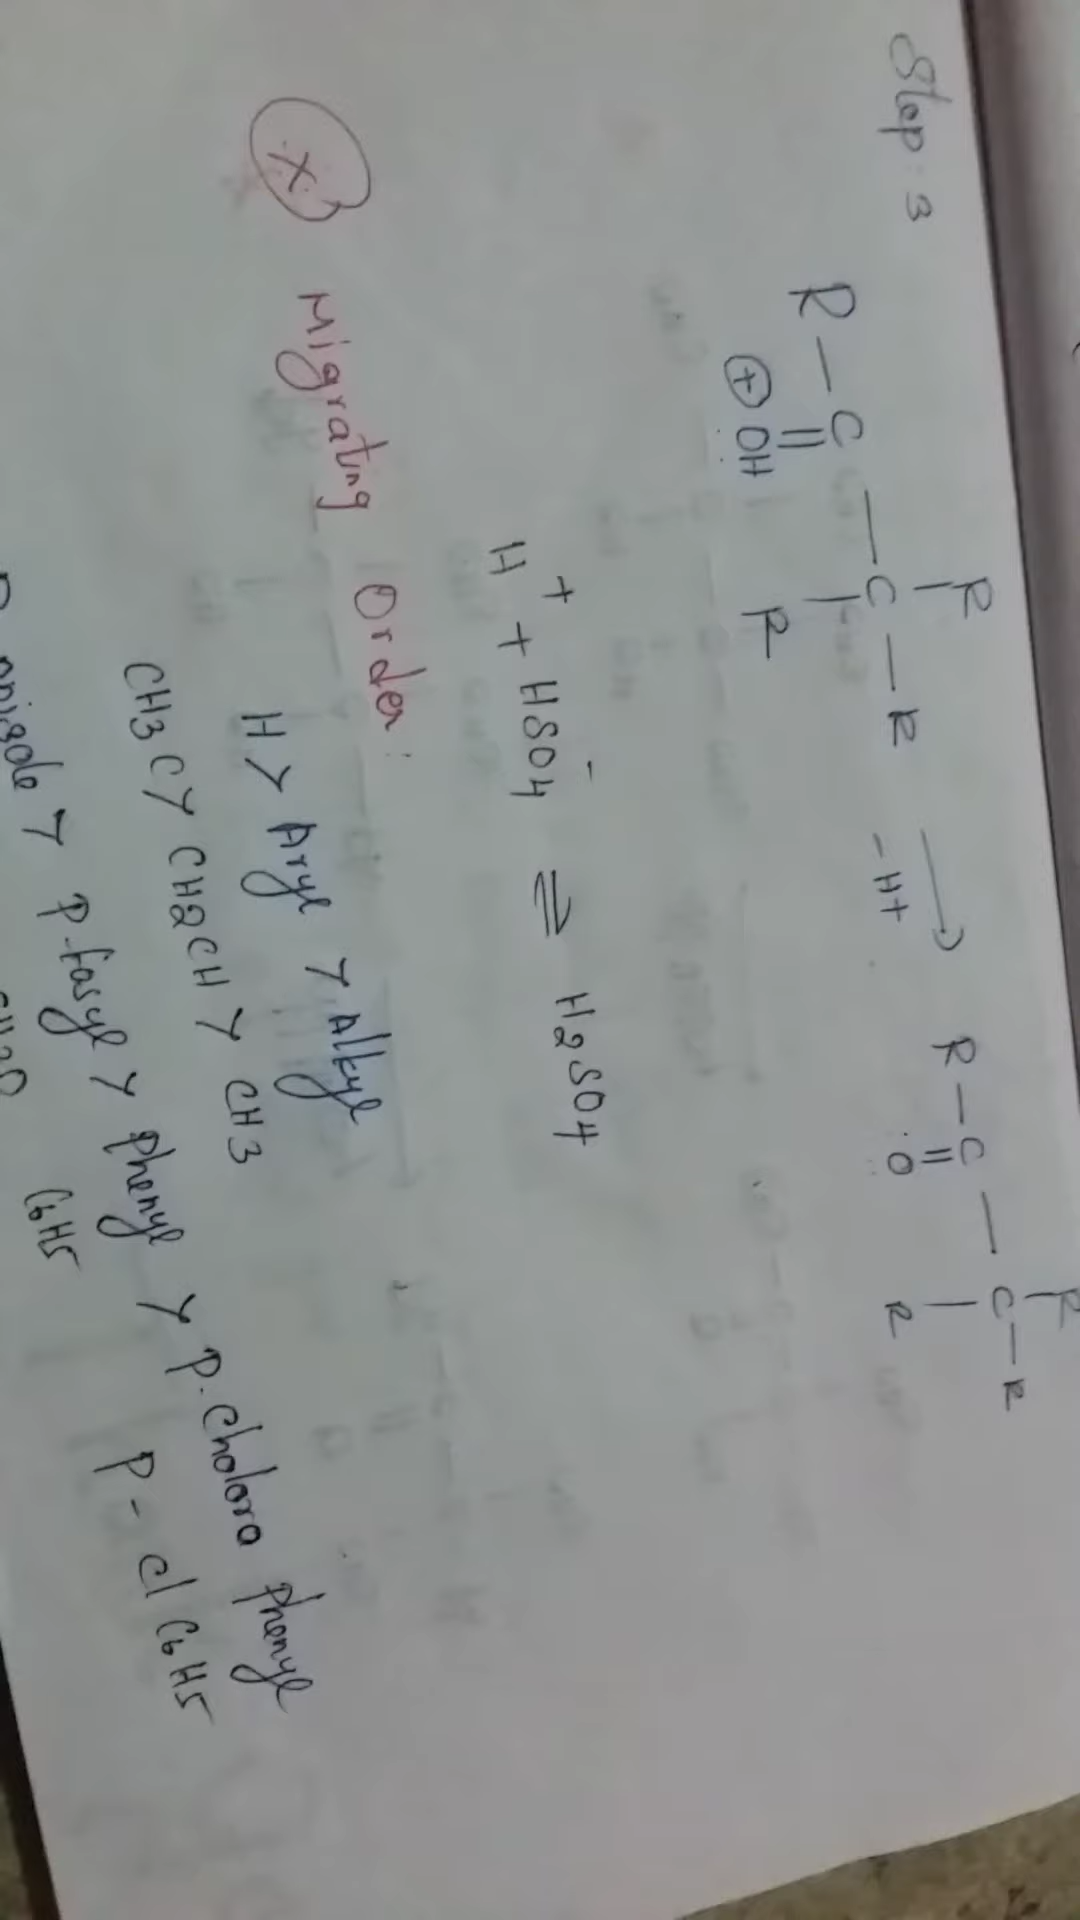 Step: 3
R
R — C — C — R → R — C — C — R
|| | -H+ || |
⊕ OH R :O: R
H+ + HSO4- ⇌ H2SO4
X Migrating Order:
H > Aryl > Alkyl
CH3C > CH2CH > CH3
> P-tosyl > Phenyl > P. Choloro Phenyl
C6H5 P - Cl C6H5